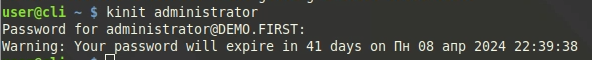 user@cli ~ $ kinit administrator
Password for administrator@DEMO.FIRST:
Warning: Your password will expire in 41 days on Пн 08 апр 2024 22:39:38